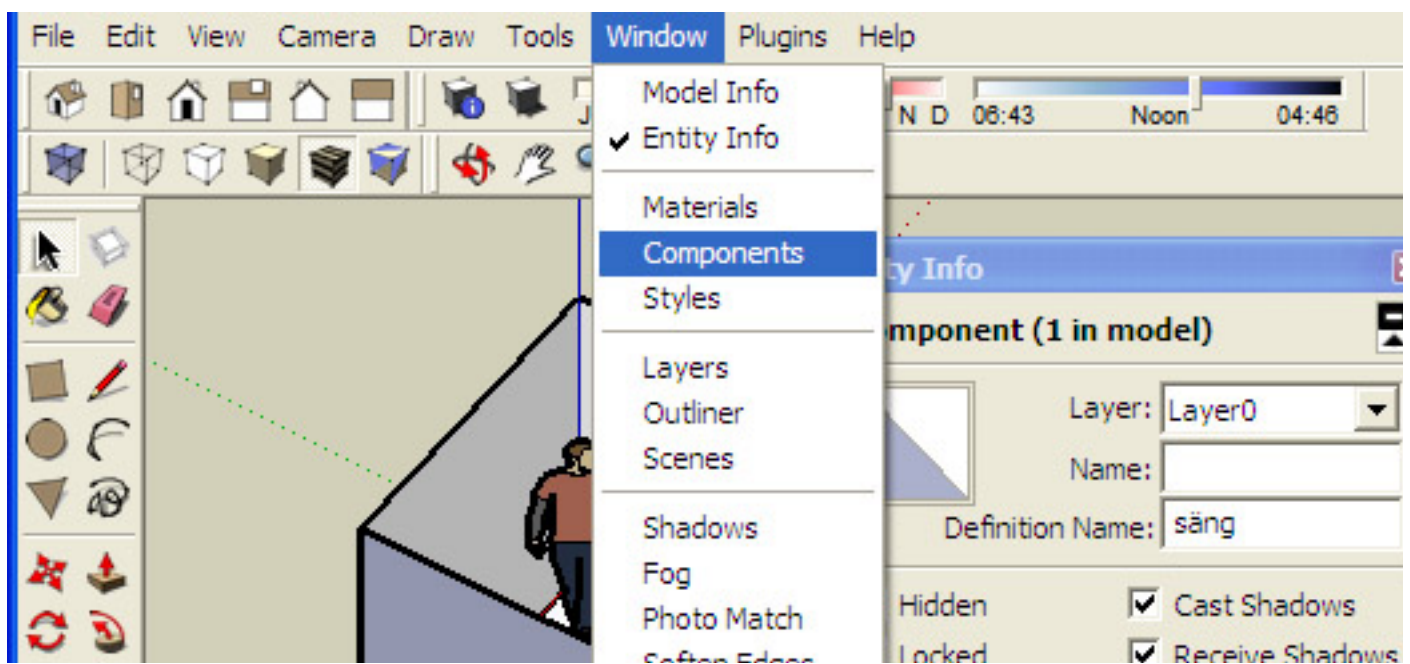 File Edit View Camera Draw Tools Window Plugins Help
Model Info
N D 06:43 Noon 04:46
Entity Info
Materials
Components
Styles
Layers
Outliner
Scenes
Shadows
Fog
Photo Match
Soften Edges
ty Info
mponent (1 in model)
Layer: Layer0
Name:
Definition Name: säng
Hidden
Cast Shadows
Locked
Receive Shadows